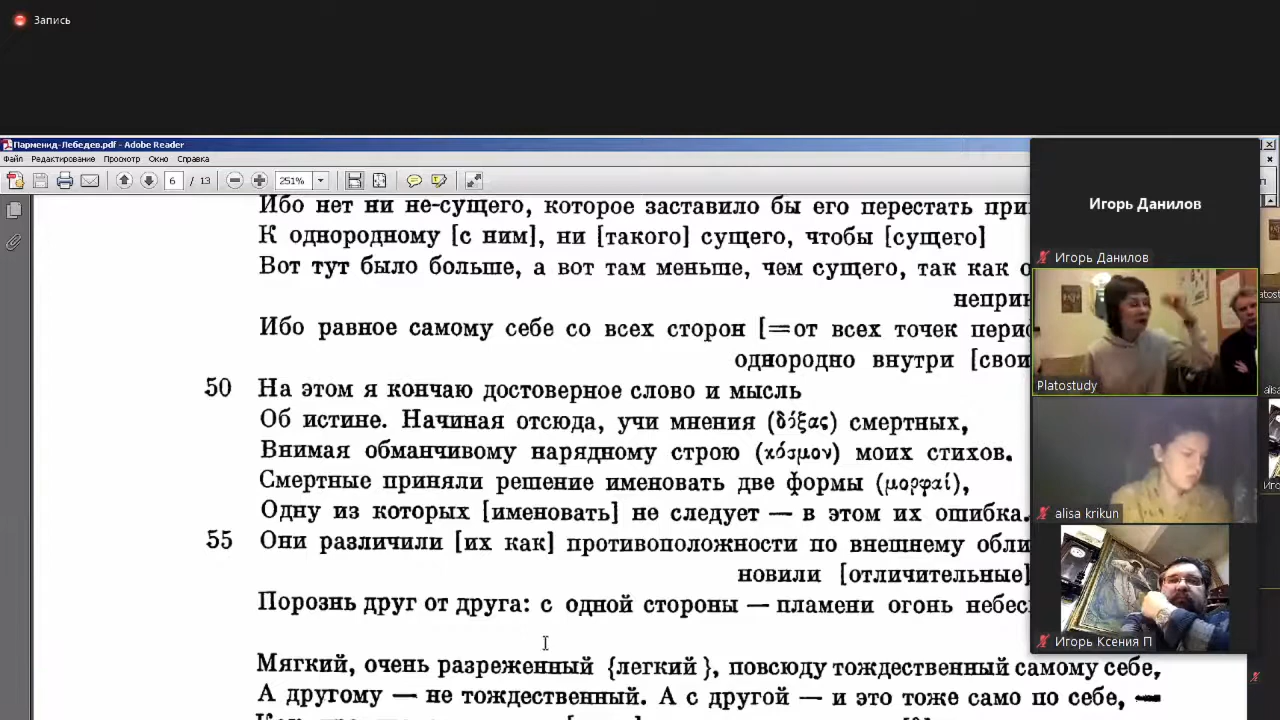 Запись
Парменид-Лебедев.pdf - Adobe Reader
Файл Редактирование Просмотр Окно Справка
6 / 13 251%
Ибо нет ни не-сущего, которое заставило бы его перестать при
К однородному [с ним], ни [такого] сущего, чтобы [сущего]
Вот тут было больше, а вот там меньше, чем сущего, так как о
неприк
Ибо равное самому себе со всех сторон [=от всех точек пери
однородно внутри [свои
50 На этом я кончаю достоверное слово и мысль
Об истине. Начиная отсюда, учи мнения (δόξας) смертных,
Внимая обманчивому нарядному строю (κόσμον) моих стихов.
Смертные приняли решение именовать две формы (μορφαί),
Одну из которых [именовать] не следует — в этом их ошибка.
55 Они различили [их как] противоположности по внешнему обли
новили [отличительные]
Порознь друг от друга: с одной стороны — пламени огонь небес
Мягкий, очень разреженный {легкий}, повсюду тождественный самому себе,
А другому — не тождественный. А с другой — и это тоже само по себе, —
Игорь Данилов
Игорь Данилов
Platostudy
alisa krikun
Игорь Ксения П